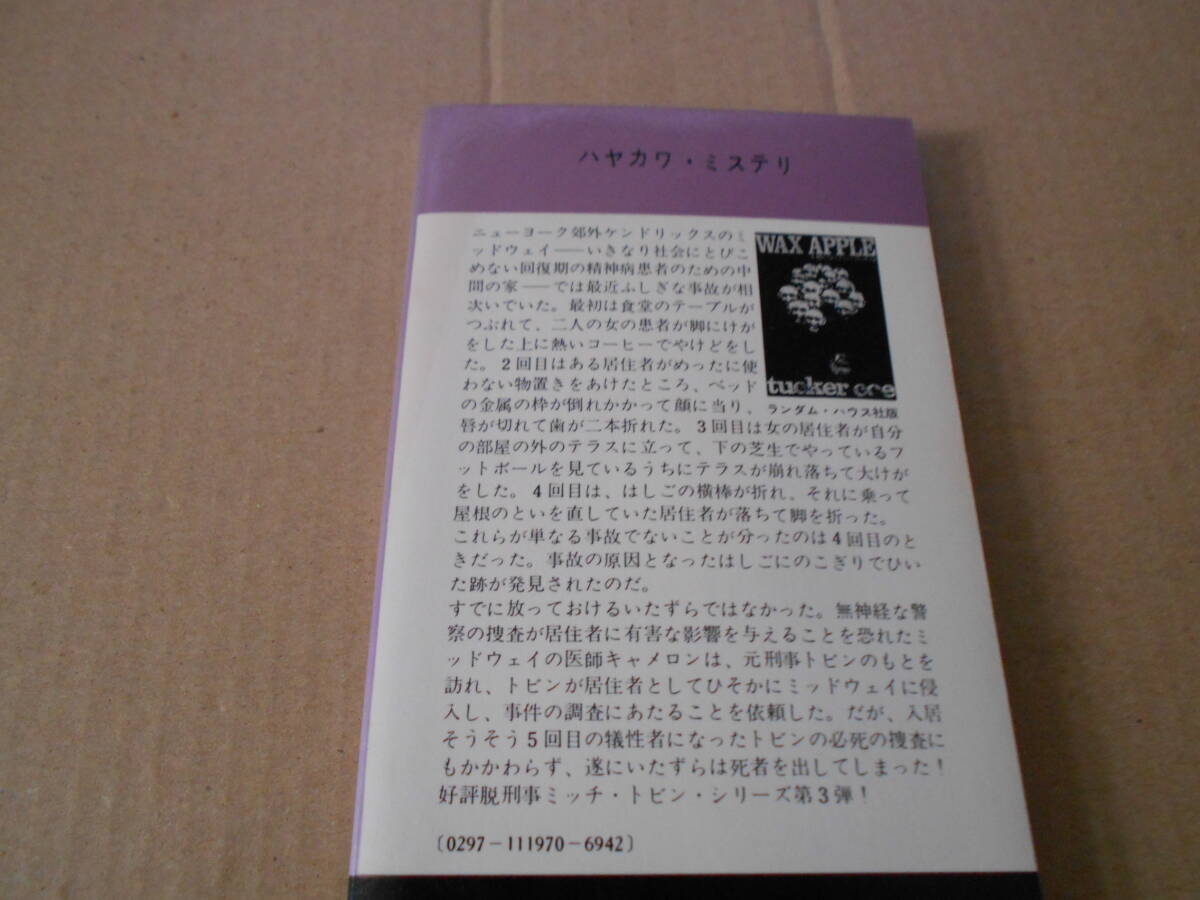 ハヤカワ・ミステリ
ニューヨーク郊外ケンドリックスのミ
ッドウェイ――いきなり社会にとびこ
めない回復期の精神病患者のための中
間の家――では最近ふしぎな事故が相
次いでいた。最初は食堂のテーブルが
つぶれて、二人の女の患者が脚にけが
をした上に熱いコーヒーでやけどをし
た。2回目はある居住者がめったに使
わない物置きをあけたところ、ベッド
の金属の枠が倒れかかって顔に当り、
唇が切れて歯が二本折れた。3回目は女の居住者が自分
の部屋の外のテラスに立って、下の芝生でやっているフ
ットボールを見ているうちにテラスが崩れ落ちて大けが
をした。4回目は、はしごの横棒が折れ、それに乗って
屋根のといを直していた居住者が落ちて脚を折った。
これらが単なる事故でないことが分ったのは4回目のと
きだった。事故の原因となったはしごにのこぎりでひい
た跡が発見されたのだ。
すでに放っておけるいたずらではなかった。無神経な警
察の捜査が居住者に有害な影響を与えることを恐れたミ
ッドウェイの医師キャメロンは、元刑事トビンのもとを
訪れ、トビンが居住者としてひそかにミッドウェイに侵
入し、事件の調査にあたることを依頼した。だが、入居
そうそう5回目の犠牲者になったトビンの必死の捜査に
もかかわらず、遂にいたずらは死者を出してしまった!
好評脱刑事ミッチ・トビン・シリーズ第3弾!
WAX APPLE
tucker coe
ランダム・ハウス社版
〔0297-111970-6942〕